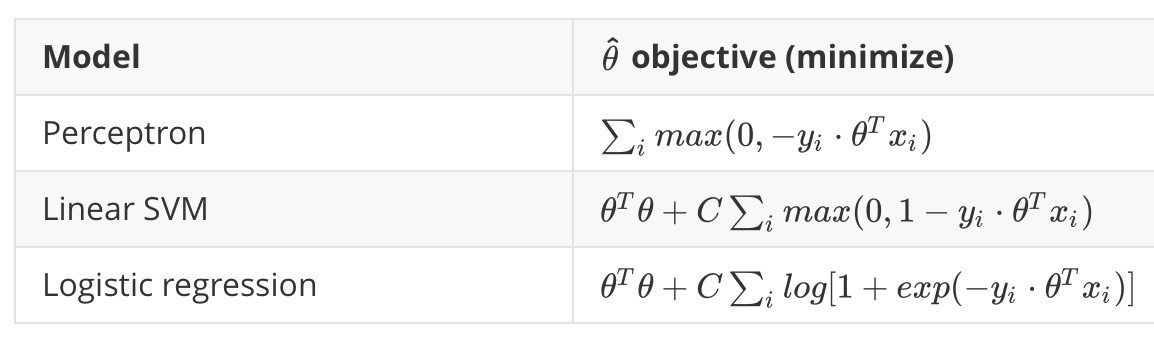 Model θ̂ objective (minimize)
Perceptron ∑ᵢ max(0, −yᵢ · θᵀxᵢ)
Linear SVM θᵀθ + C ∑ᵢ max(0, 1 − yᵢ · θᵀxᵢ)
Logistic regression θᵀθ + C ∑ᵢ log[1 + exp(−yᵢ · θᵀxᵢ)]